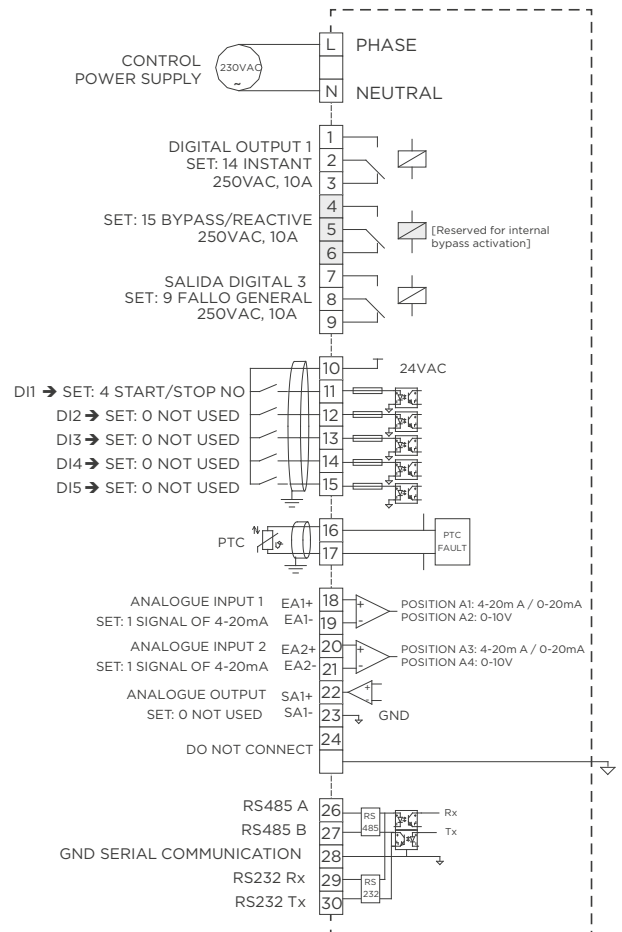 CONTROL
POWER SUPPLY
230VAC
~
L PHASE
N NEUTRAL
DIGITAL OUTPUT 1
SET: 14 INSTANT
250VAC, 10A
1
2
3
SET: 15 BYPASS/REACTIVE
250VAC, 10A
4
5
6
[Reserved for internal
bypass activation]
SALIDA DIGITAL 3
SET: 9 FALLO GENERAL
250VAC, 10A
7
8
9
10 24VAC
DI1 ➔ SET: 4 START/STOP NO 11
DI2 ➔ SET: 0 NOT USED 12
DI3 ➔ SET: 0 NOT USED 13
DI4 ➔ SET: 0 NOT USED 14
DI5 ➔ SET: 0 NOT USED 15
PTC
16
17
PTC
FAULT
ANALOGUE INPUT 1 EA1+ 18
SET: 1 SIGNAL OF 4-20mA EA1- 19
+
-
POSITION A1: 4-20m A / 0-20mA
POSITION A2: 0-10V
ANALOGUE INPUT 2 EA2+ 20
SET: 1 SIGNAL OF 4-20mA EA2- 21
+
-
POSITION A3: 4-20m A / 0-20mA
POSITION A4: 0-10V
ANALOGUE OUTPUT SA1+ 22
+
-
SET: 0 NOT USED SA1- 23 GND
24
DO NOT CONNECT
RS485 A 26
RS485 B 27
RS
485
Rx
Tx
GND SERIAL COMMUNICATION 28
RS232 Rx 29
RS232 Tx 30
RS
232